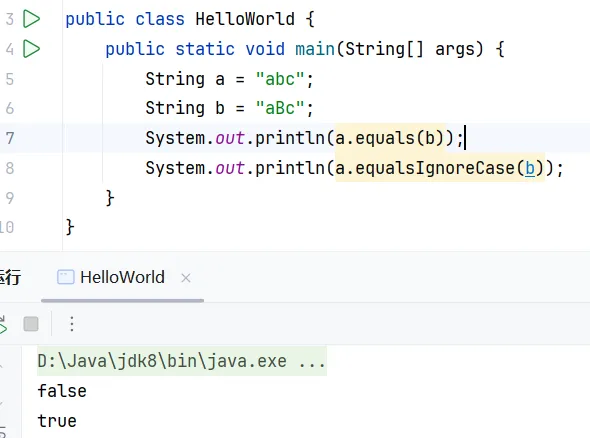 3 public class HelloWorld {
4 public static void main(String[] args) {
5 String a = "abc";
6 String b = "aBc";
7 System.out.println(a.equals(b));
8 System.out.println(a.equalsIgnoreCase(b));
9 }
10 }
运行 HelloWorld ×
D:\Java\jdk8\bin\java.exe ...
false
true